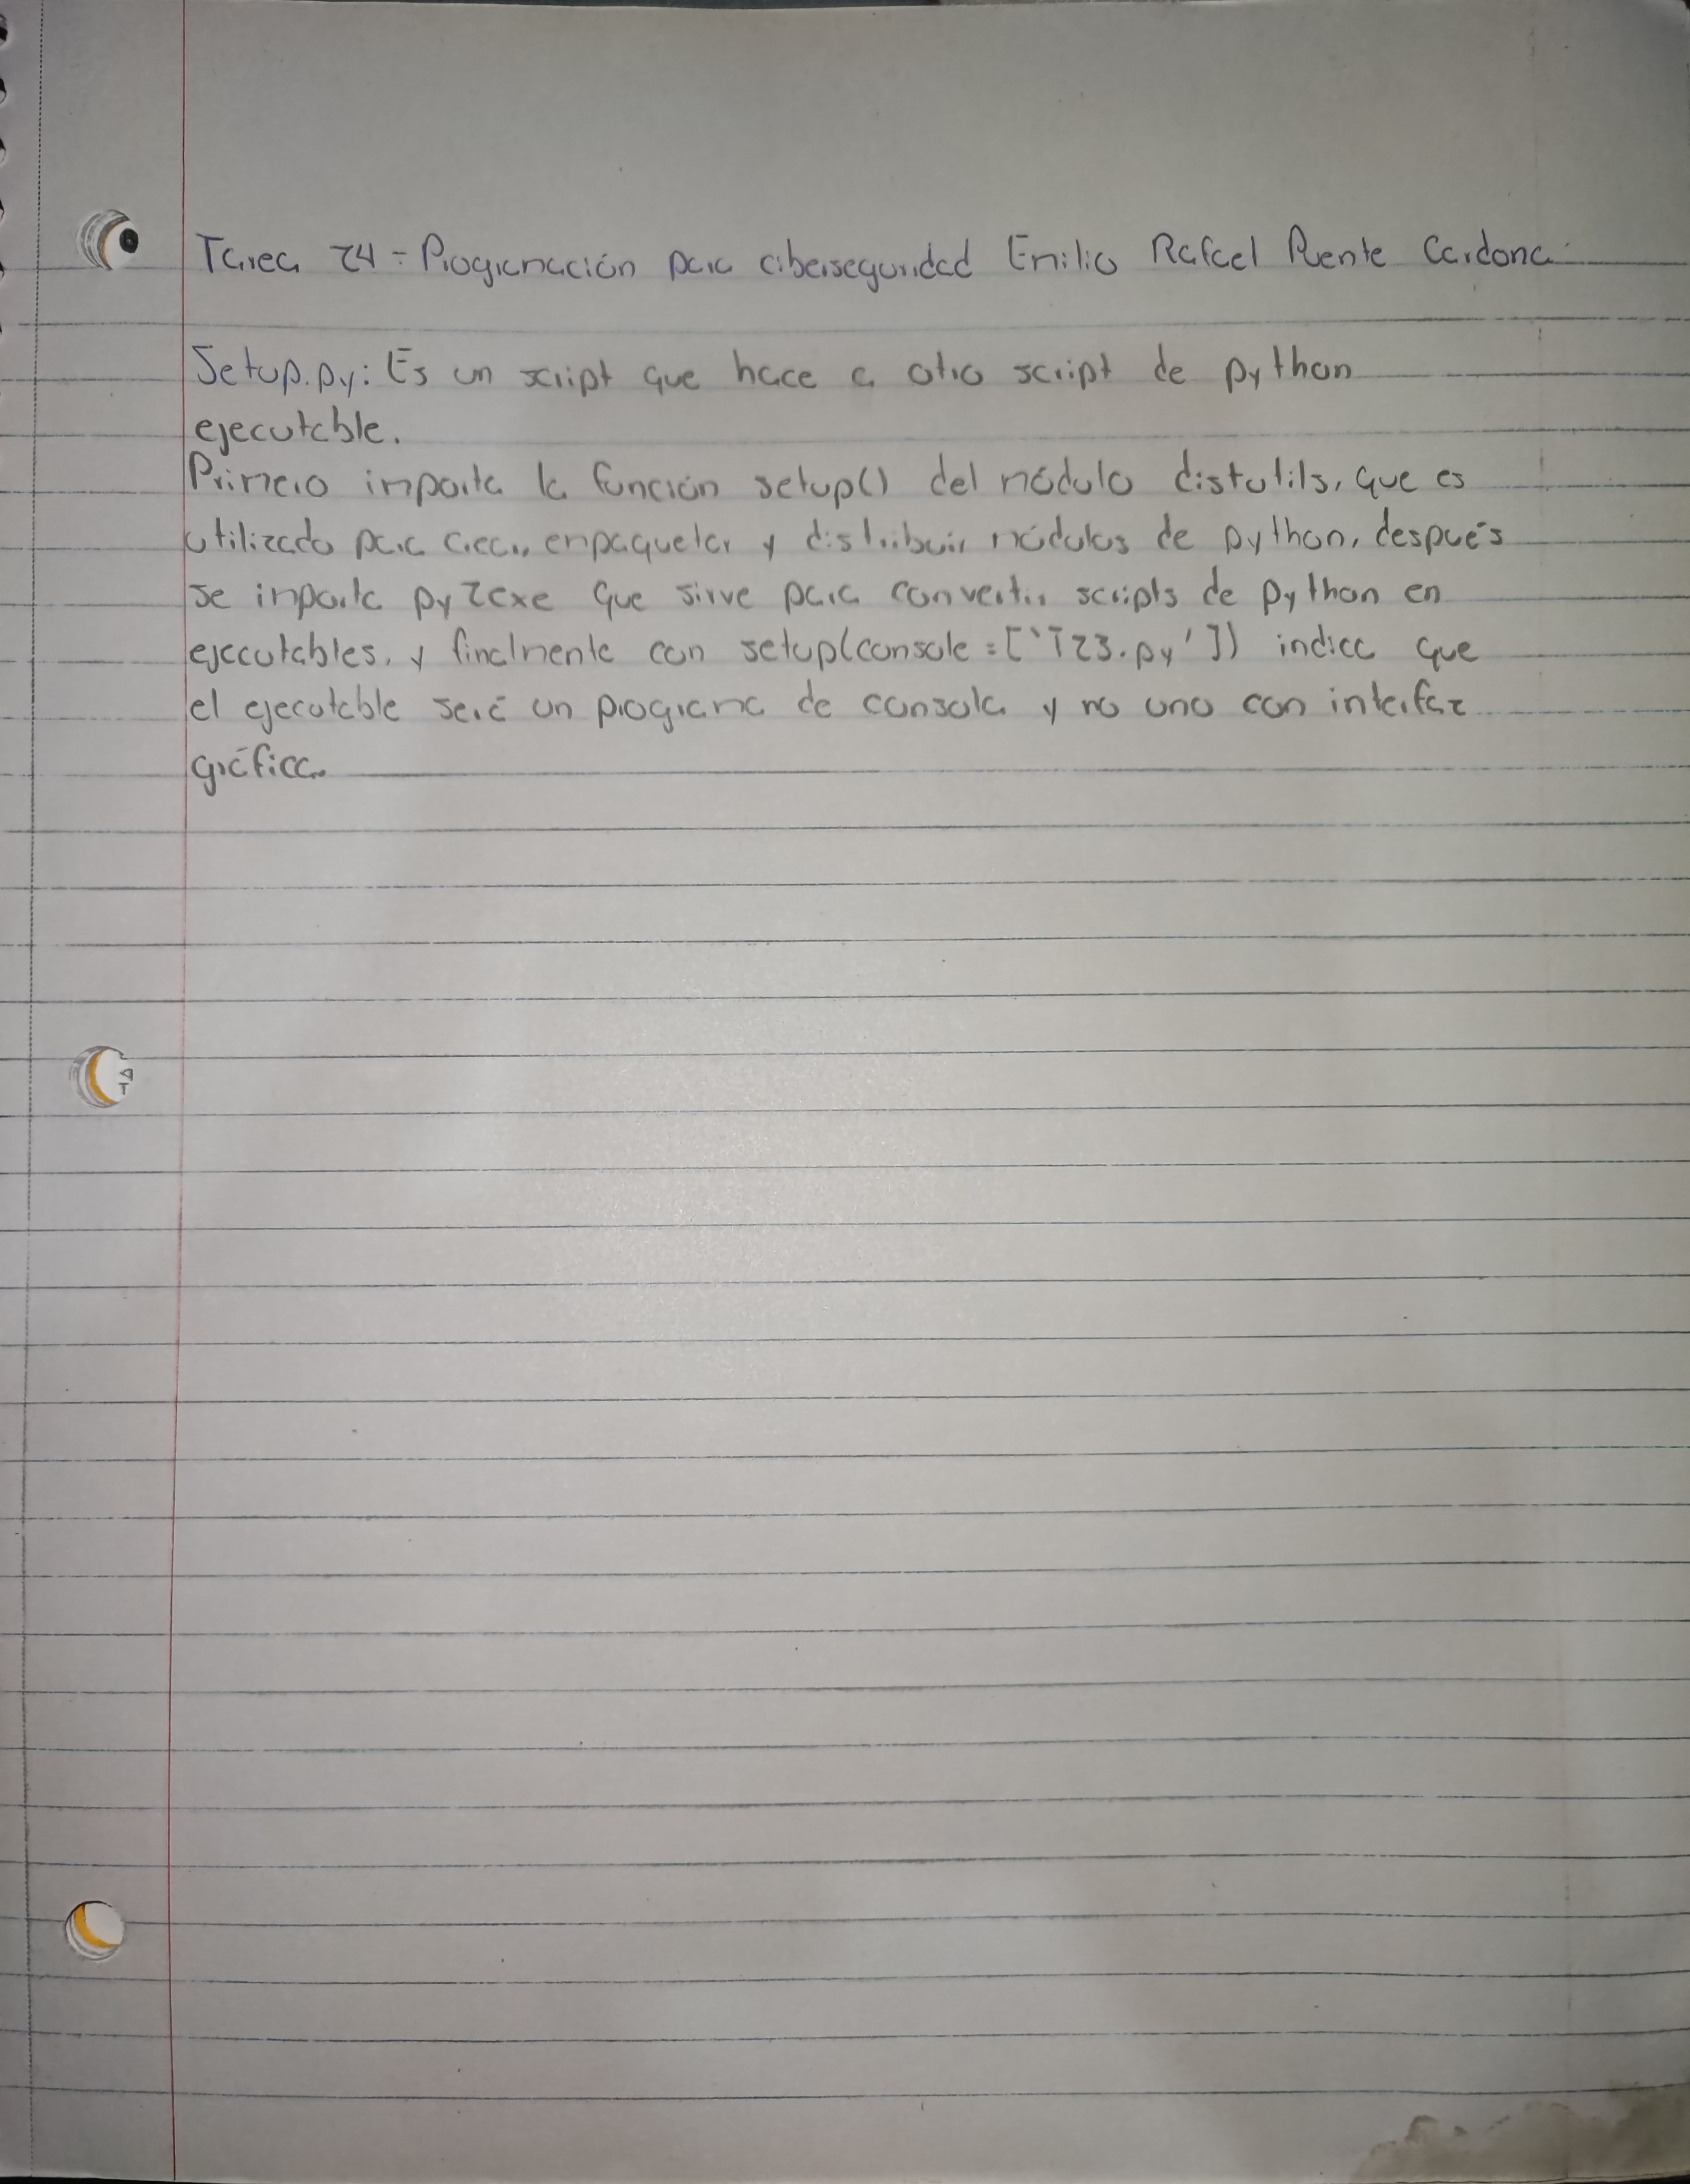 Tarea 24 - Programación para ciberseguridad Emilio Rafael Puente Cardona
Setup.py: Es un script que hace a otro script de python
ejecutable.
Primero importa la función setup() del módulo distutils, que es
utilizado para crear, empaquetar y distribuir módulos de python, después
se importa py2exe que sirve para convertir scripts de python en
ejecutables, y finalmente con setup(console=['T23.py']) indica que
el ejecutable será un programa de consola y no uno con interfaz
gráfica.